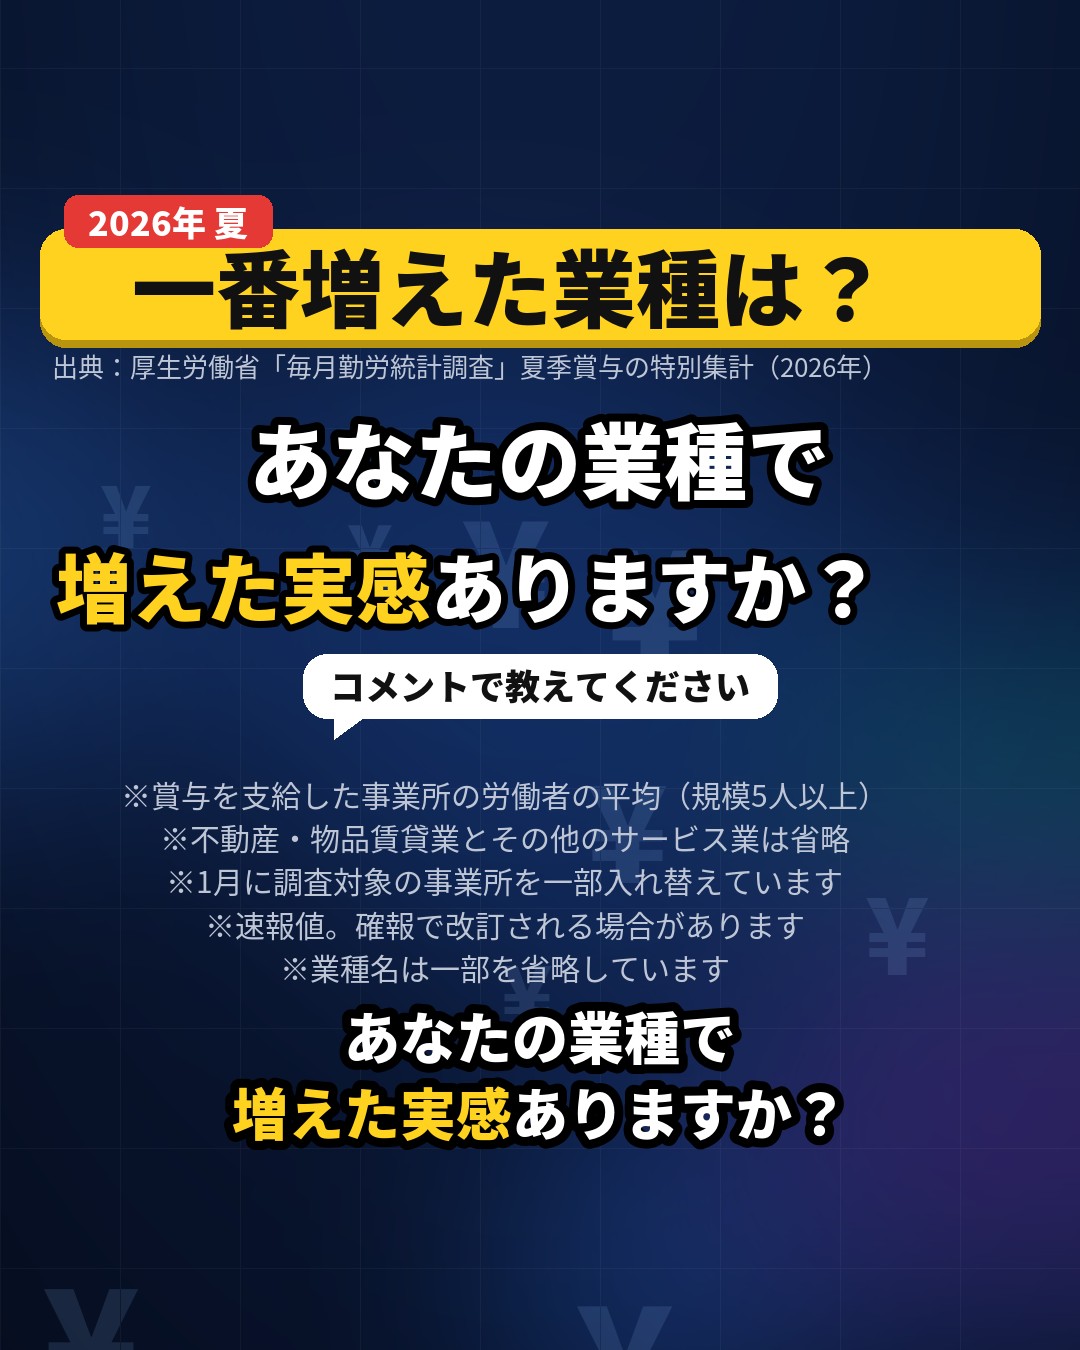 2026年 夏
一番増えた業種は？
出典：厚生労働省「毎月勤労統計調査」夏季賞与の特別集計（2026年）
あなたの業種で
増えた実感ありますか？
コメントで教えてください
※賞与を支給した事業所の労働者の平均（規模5人以上）
※不動産・物品賃貸業とその他のサービス業は省略
※1月に調査対象の事業所を一部入れ替えています
※速報値。確報で改訂される場合があります
※業種名は一部を省略しています
あなたの業種で
増えた実感ありますか？